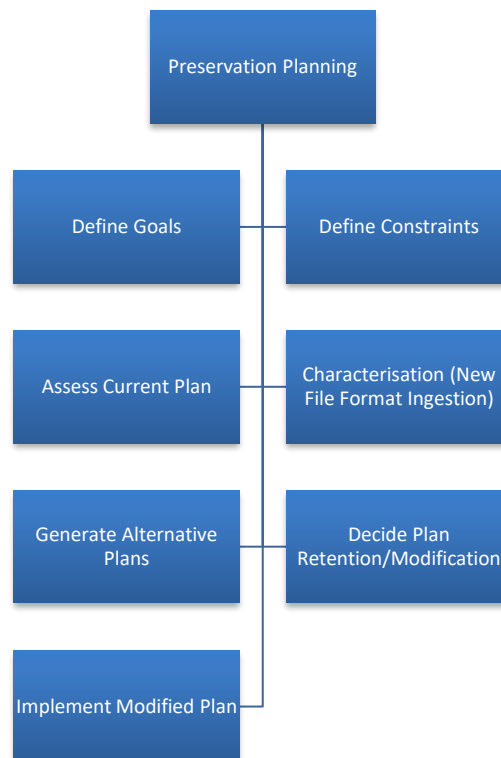 Preservation Planning
Define Goals
Define Constraints
Assess Current Plan
Characterisation (New
File Format Ingestion)
Generate Alternative
Plans
Decide Plan
Retention/Modification
Implement Modified Plan